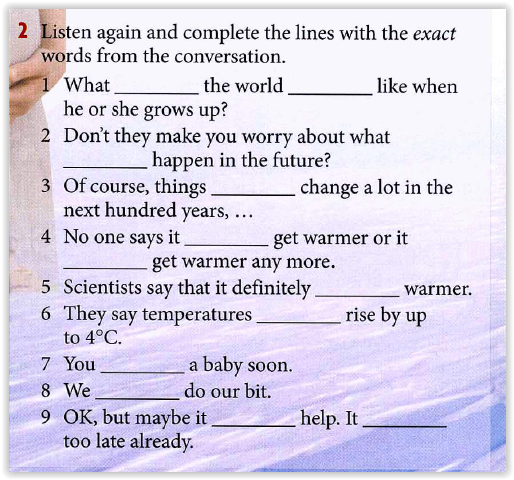 2 Listen again and complete the lines with the exact
words from the conversation.
1 What ________ the world ________ like when
he or she grows up?
2 Don't they make you worry about what
________ happen in the future?
3 Of course, things ________ change a lot in the
next hundred years, …
4 No one says it ________ get warmer or it
________ get warmer any more.
5 Scientists say that it definitely ________ warmer.
6 They say temperatures ________ rise by up
to 4°C.
7 You ________ a baby soon.
8 We ________ do our bit.
9 OK, but maybe it ________ help. It ________
too late already.